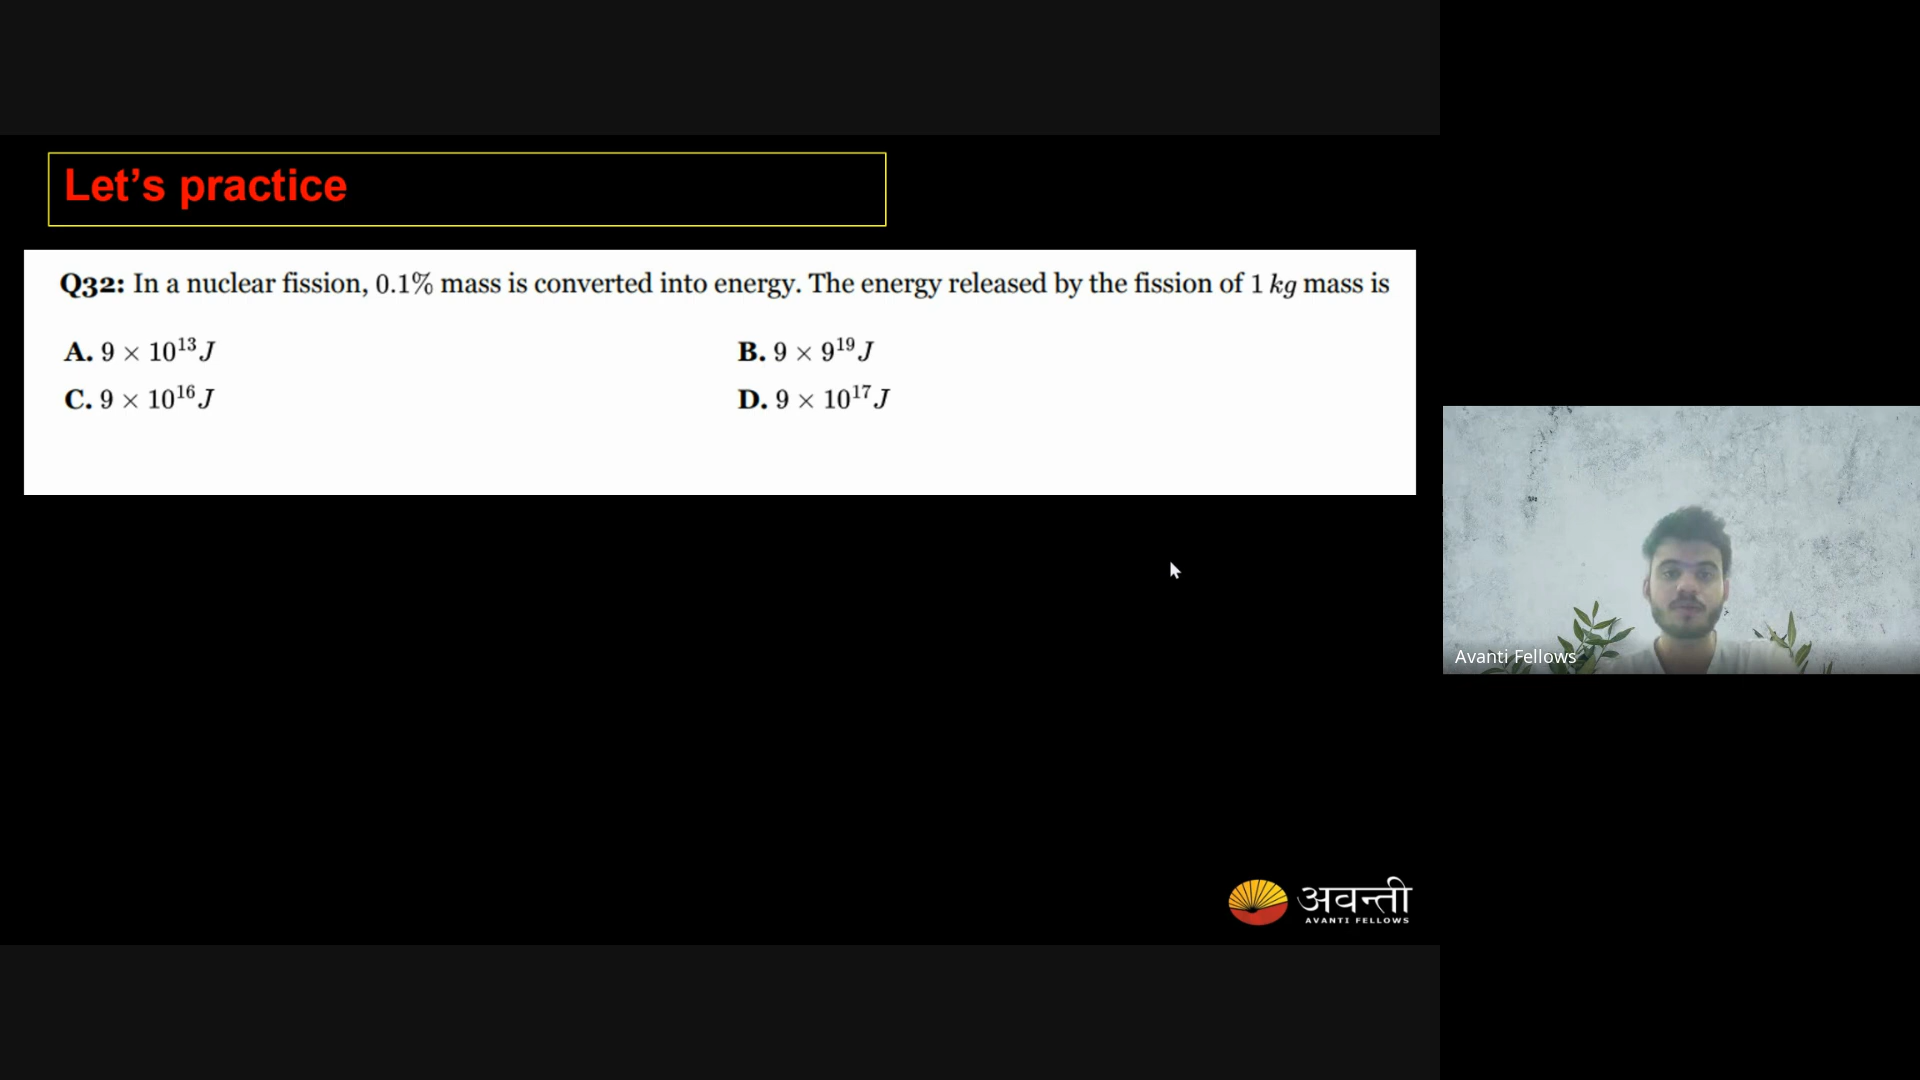 Let’s practice
Q32: In a nuclear fission, 0.1% mass is converted into energy. The energy released by the fission of 1 kg mass is
A. 9 × 10¹³ J
B. 9 × 9¹⁹ J
C. 9 × 10¹⁶ J
D. 9 × 10¹⁷ J
Avanti Fellows
अवन्ती
AVANTI FELLOWS